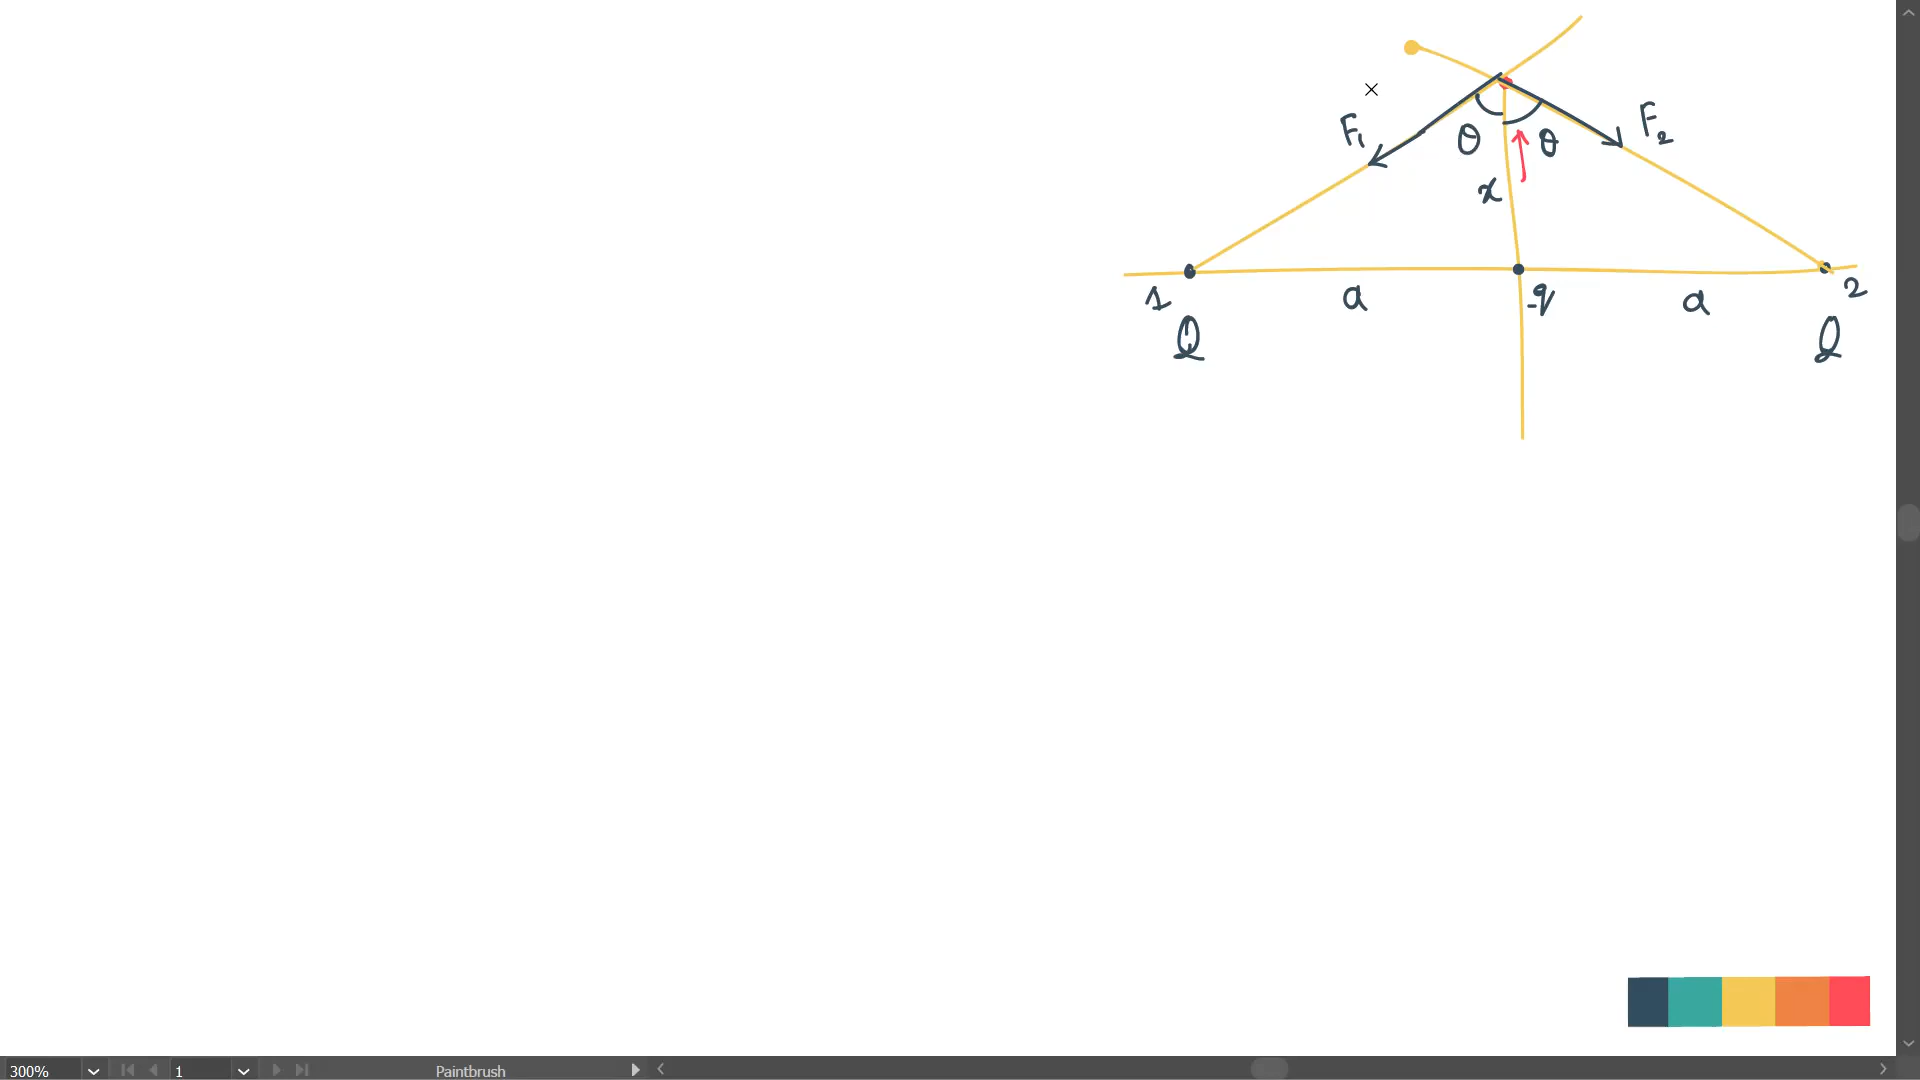 F₁ θ θ F₂
x
1 a -q a 2
Q Q
300% 1 Paintbrush